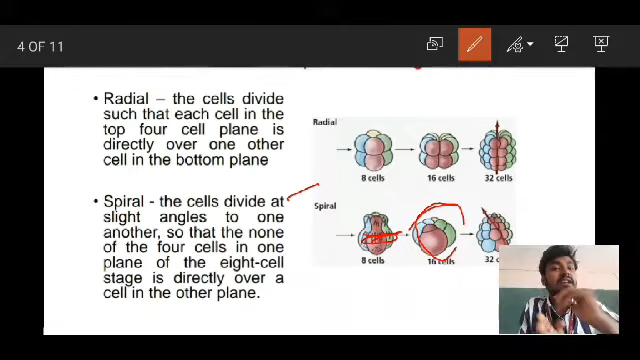 4 OF 11
• Radial – the cells divide
such that each cell in the
top four cell plane is
directly over one other
cell in the bottom plane
• Spiral - the cells divide at
slight angles to one
another, so that the none
of the four cells in one
plane of the eight-cell
stage is directly over a
cell in the other plane.
Radial
8 cells
16 cells
32 cells
Spiral
8 cells
16 cells
32